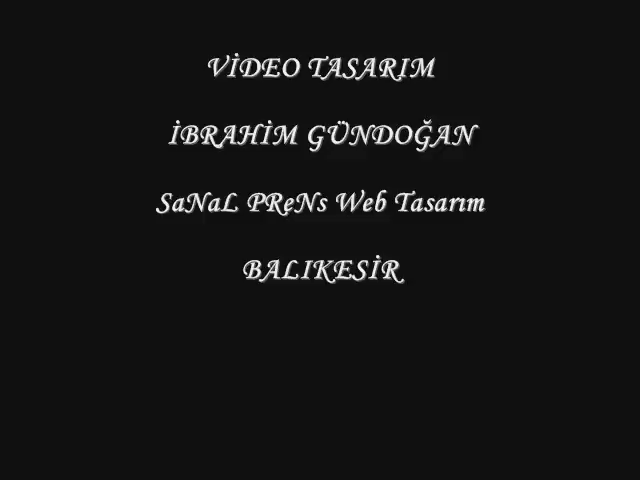 VİDEO TASARIM
İBRAHİM GÜNDOĞAN
SaNaL PReNs Web Tasarım
BALIKESİR